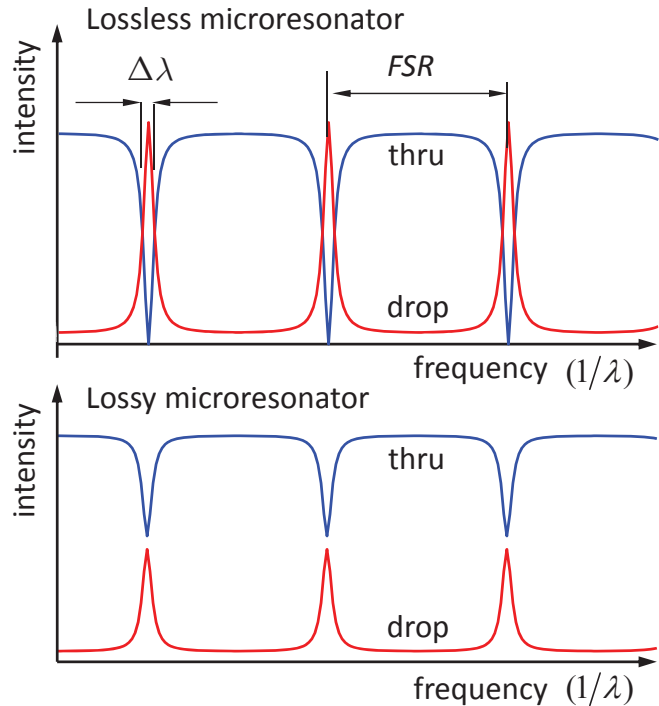 Lossless microresonator
Δλ
FSR
intensity
thru
drop
frequency (1/λ)
Lossy microresonator
intensity
thru
drop
frequency (1/λ)